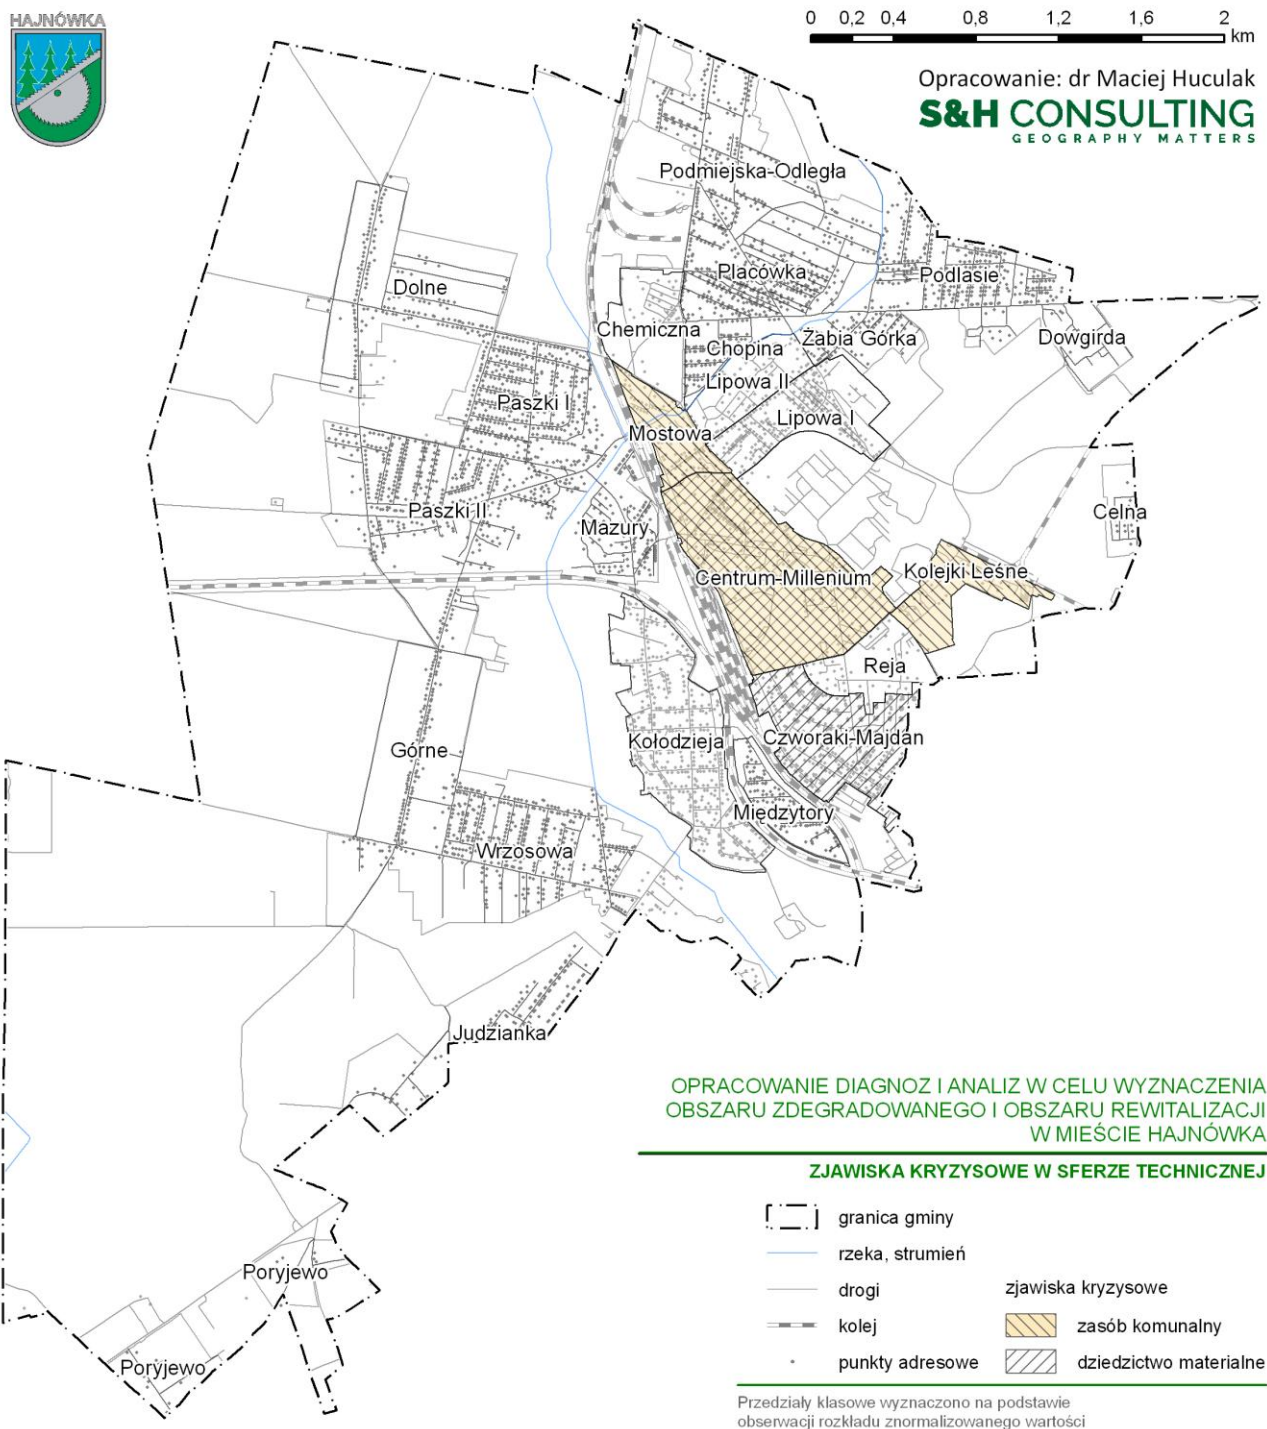 HAJNÓWKA
0 0,2 0,4 0,8 1,2 1,6 2
km
Opracowanie: dr Maciej Huculak
S&H CONSULTING
GEOGRAPHY MATTERS
Podmiejska-Odległa
Placówka
Podlasie
Dolne
Chemiczna
Chopina
Żabia Górka
Dowgirda
Lipowa II
Paszki I
Lipowa I
Mostowa
Paszki II
Mazury
Celna
Centrum-Millenium
Kolejki Leśne
Reja
Górne
Kołodzieja
Czworaki-Majdan
Międzytory
Wrzosowa
Judzianka
Poryjewo
Poryjewo
OPRACOWANIE DIAGNOZ I ANALIZ W CELU WYZNACZENIA
OBSZARU ZDEGRADOWANEGO I OBSZARU REWITALIZACJI
W MIEŚCIE HAJNÓWKA
ZJAWISKA KRYZYSOWE W SFERZE TECHNICZNEJ
granica gminy
rzeka, strumień
drogi
kolej
punkty adresowe
zjawiska kryzysowe
zasób komunalny
dziedzictwo materialne
Przedziały klasowe wyznaczono na podstawie
obserwacji rozkładu znormalizowanego wartości